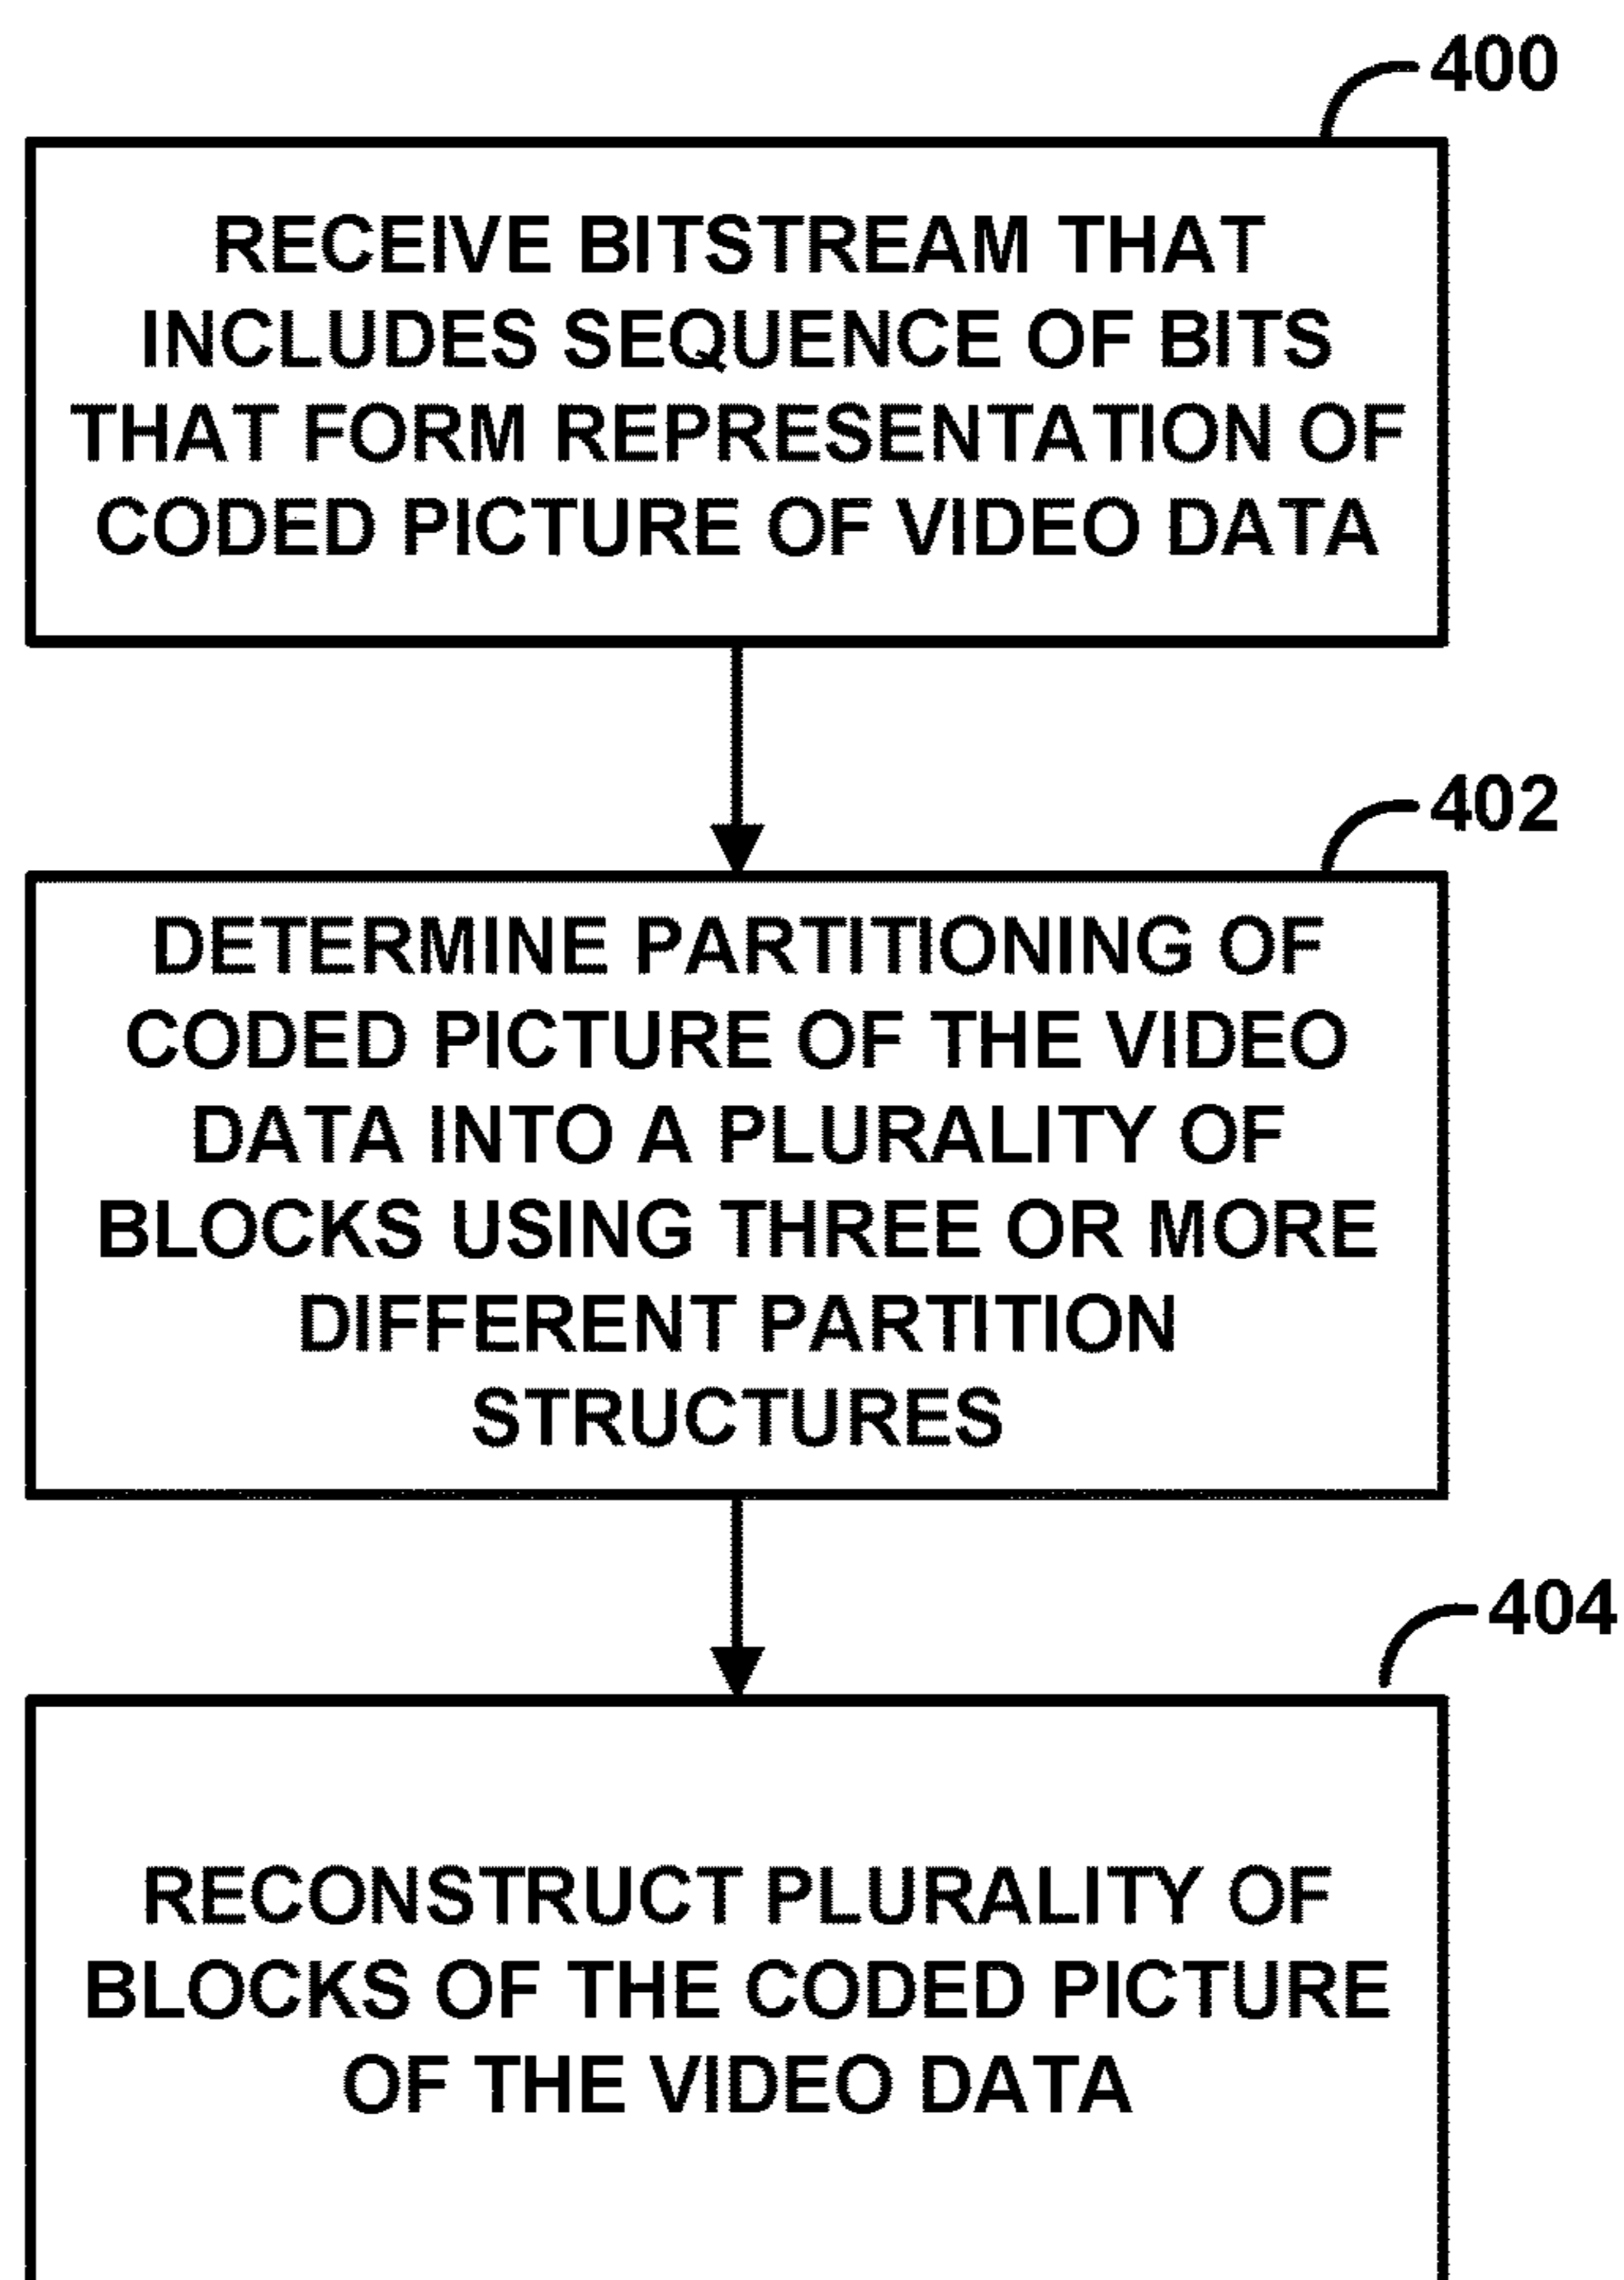 400
RECEIVE BITSTREAM THAT
INCLUDES SEQUENCE OF BITS
THAT FORM REPRESENTATION OF
CODED PICTURE OF VIDEO DATA
402
DETERMINE PARTITIONING OF
CODED PICTURE OF THE VIDEO
DATA INTO A PLURALITY OF
BLOCKS USING THREE OR MORE
DIFFERENT PARTITION
STRUCTURES
404
RECONSTRUCT PLURALITY OF
BLOCKS OF THE CODED PICTURE
OF THE VIDEO DATA